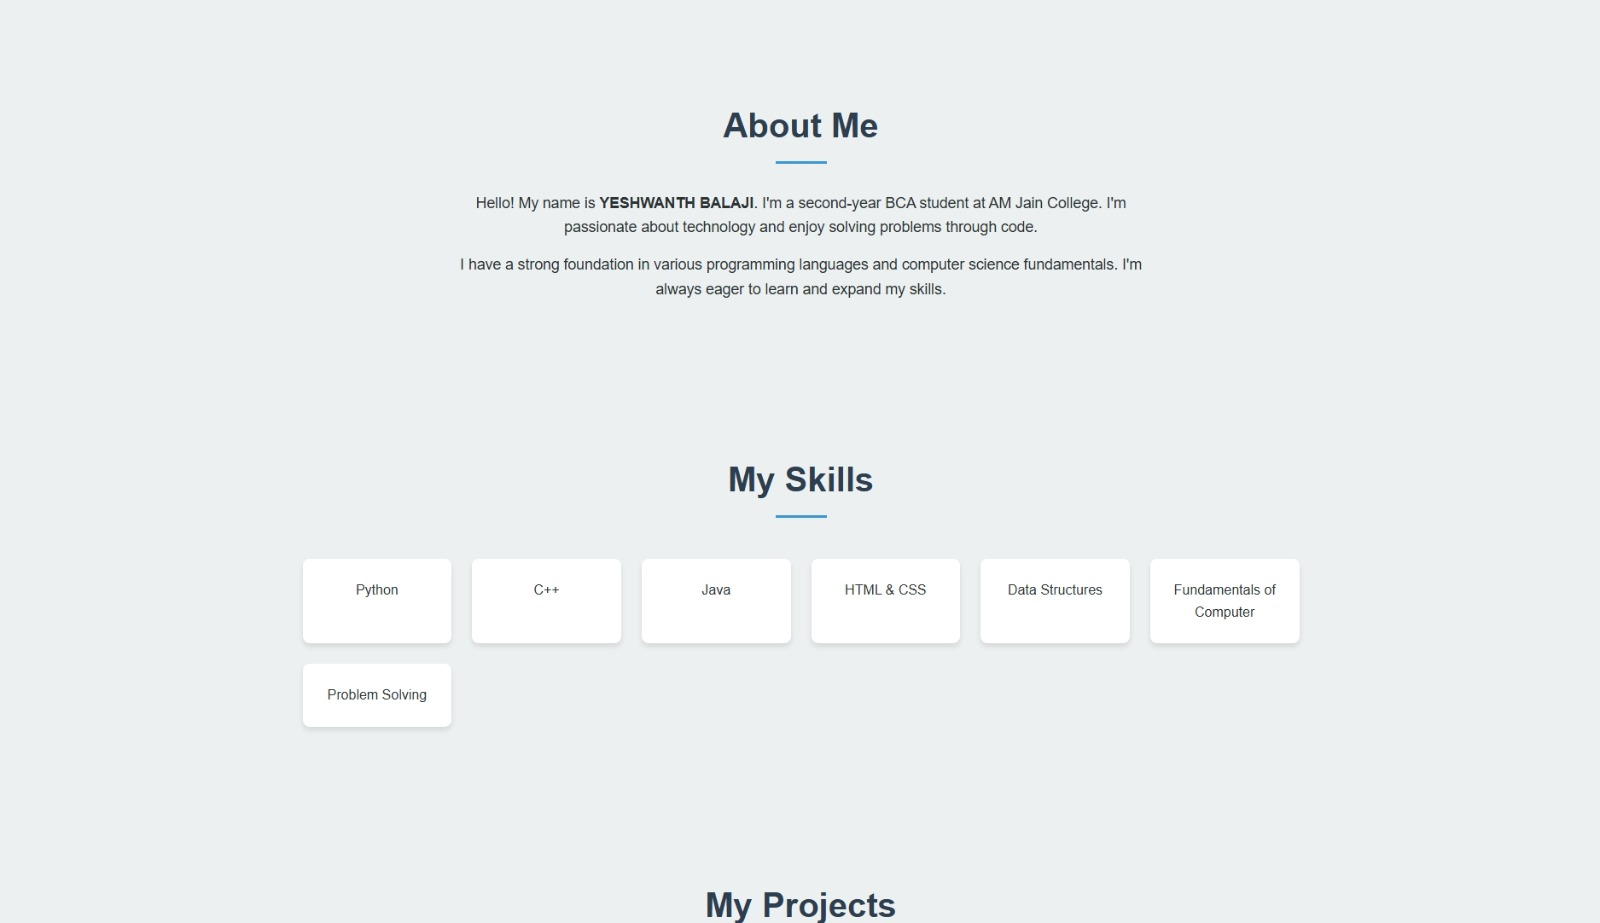 About Me
Hello! My name is YESHWANTH BALAJI. I'm a second-year BCA student at AM Jain College. I'm
passionate about technology and enjoy solving problems through code.
I have a strong foundation in various programming languages and computer science fundamentals. I'm
always eager to learn and expand my skills.
My Skills
Python
C++
Java
HTML & CSS
Data Structures
Fundamentals of
Computer
Problem Solving
My Projects